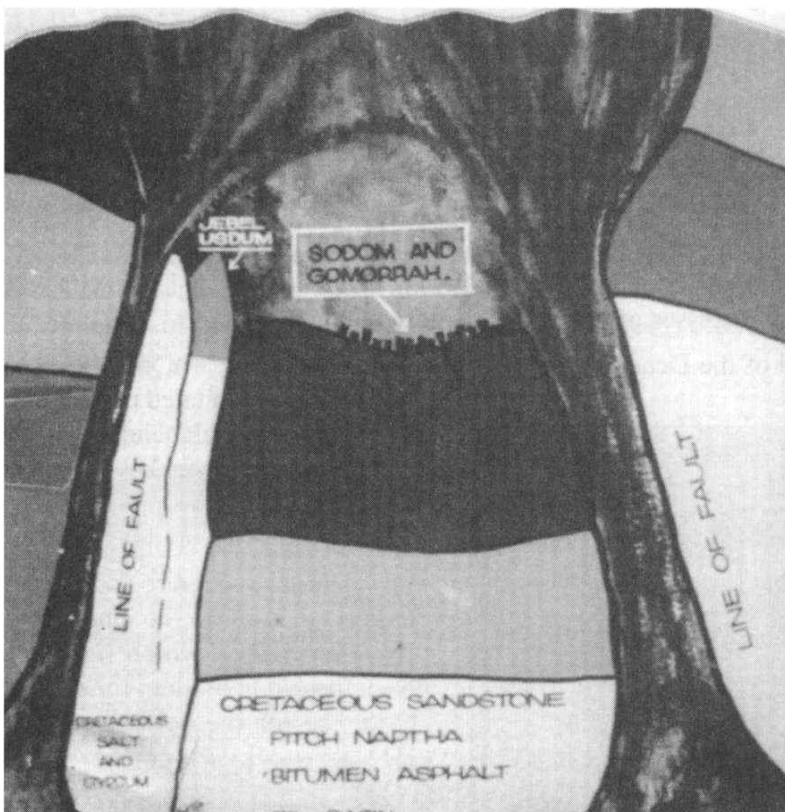 JEBEL
USDUM
SODOM AND
GOMORRAH.
LINE OF FAULT
LINE OF FAULT
CRETACEOUS
SALT
AND
GYPCUM
CRETACEOUS SANDSTONE
PITCH NAPTHA
BITUMEN ASPHALT